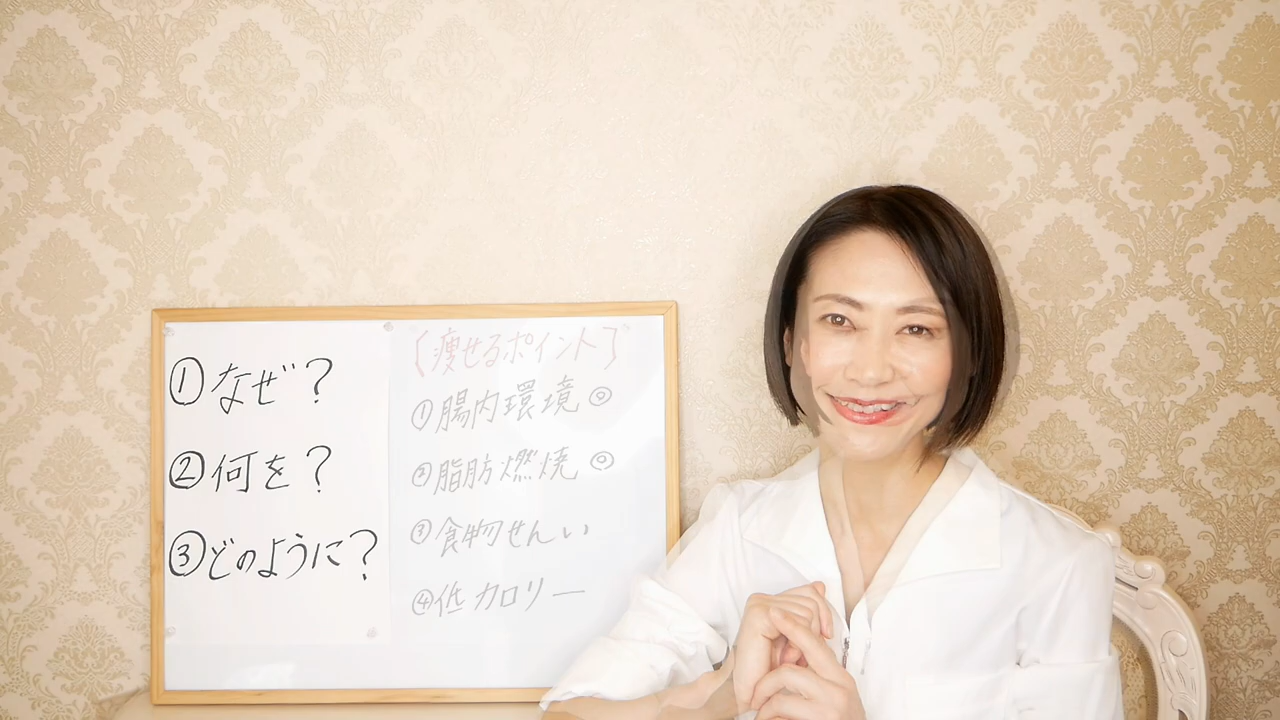 ①なぜ？
②何を？
③どのように？
〔痩せるポイント〕
①腸内環境◎
②脂肪燃焼◎
③食物せんい
④低カロリー